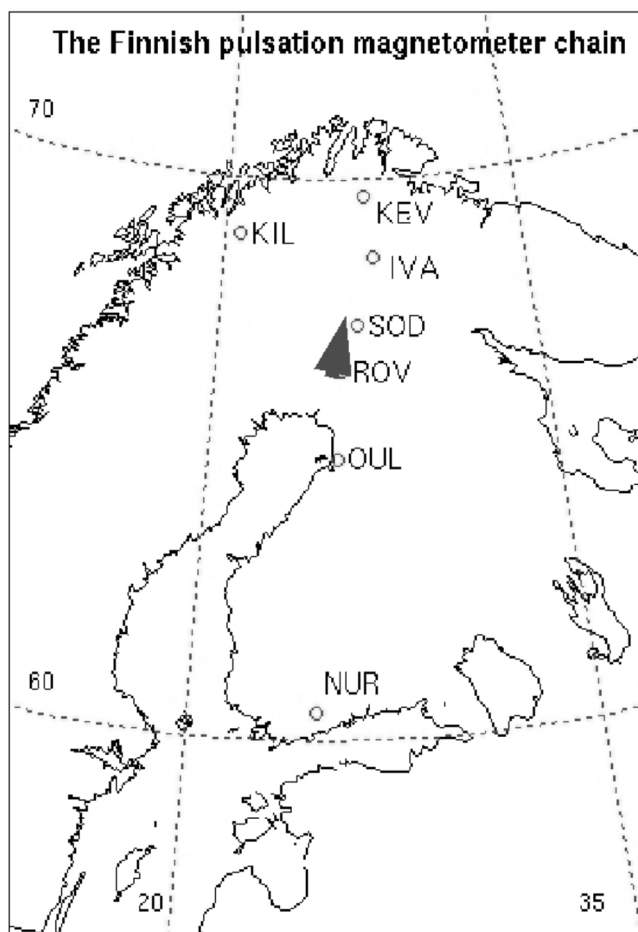 The Finnish pulsation magnetometer chain
70
KEV
KIL
IVA
SOD
ROV
OUL
NUR
60
20
35